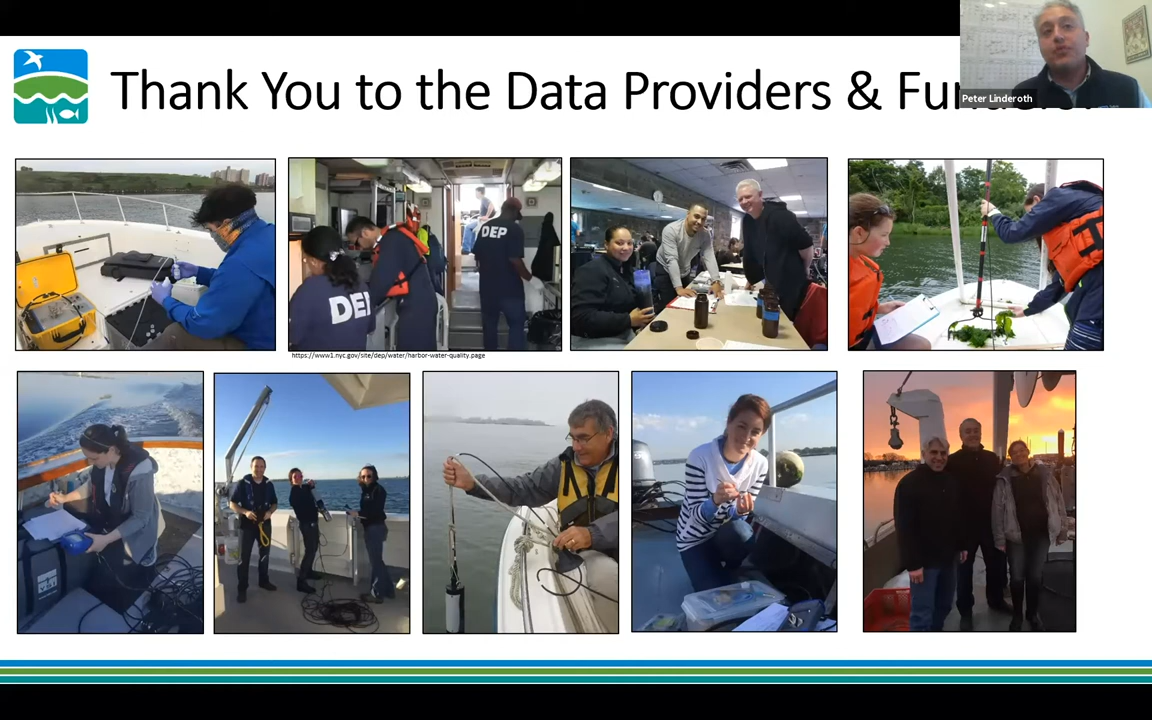 Thank You to the Data Providers & Fun
Peter Linderoth
DEP
DEP
https://www1.nyc.gov/site/dep/water/harbor-water-quality.page